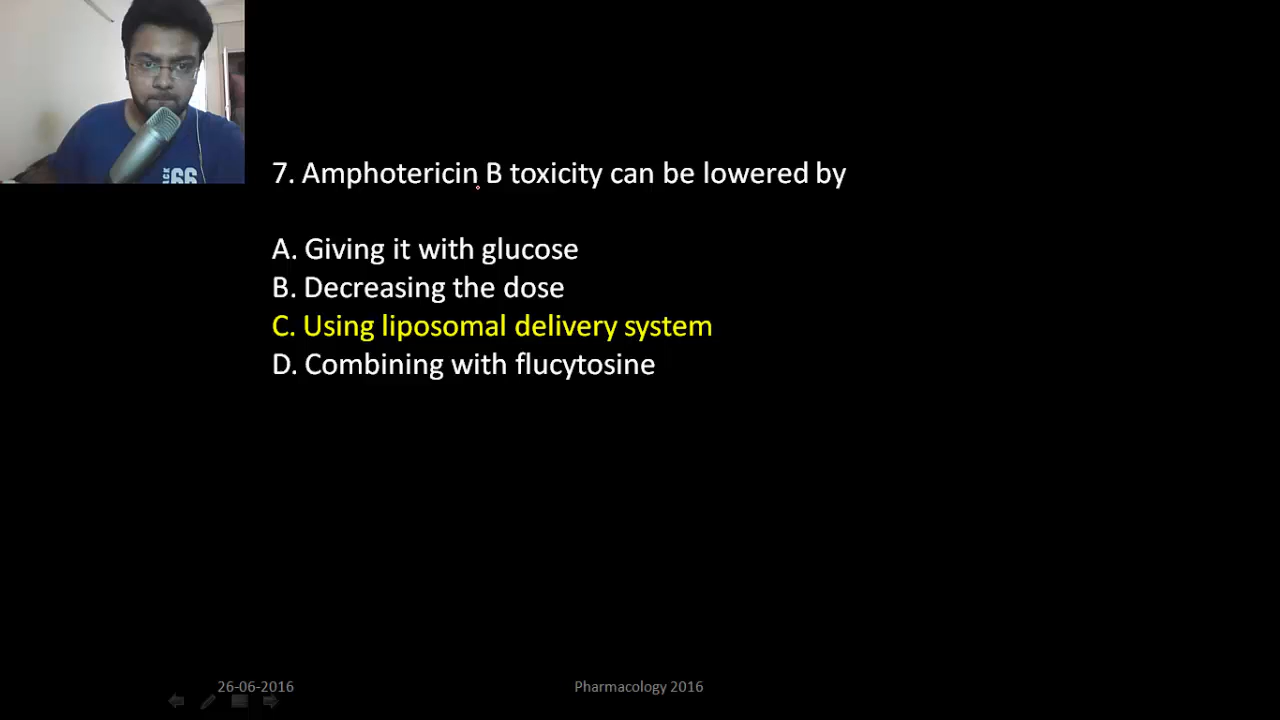 7. Amphotericin B toxicity can be lowered by
A. Giving it with glucose
B. Decreasing the dose
C. Using liposomal delivery system
D. Combining with flucytosine
66
26-06-2016
Pharmacology 2016